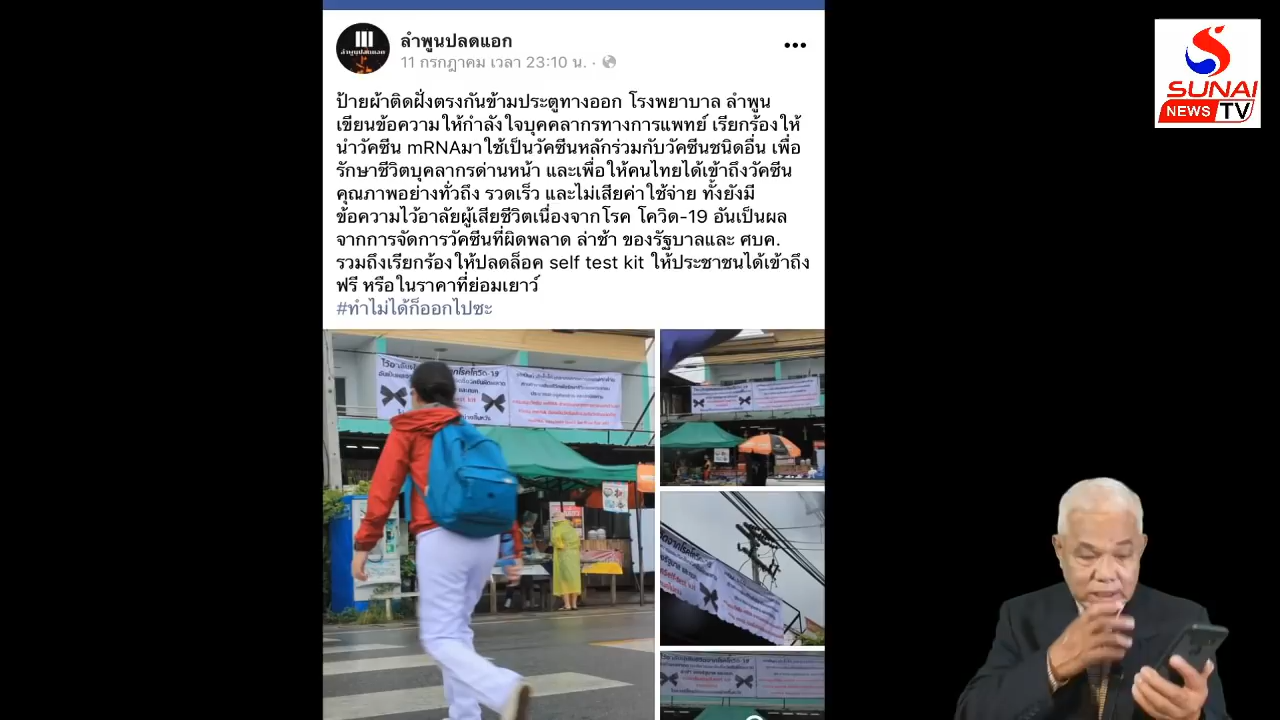 ลำพูนปลดแอก
11 กรกฎาคม เวลา 23:10 น. ·
ป้ายผ้าติดฝั่งตรงกันข้ามประตูทางออก โรงพยาบาล ลำพูน
เขียนข้อความให้กำลังใจบุคคลากรทางการแพทย์ เรียกร้องให้
นำวัคซีน mRNAมาใช้เป็นวัคซีนหลักร่วมกับวัคซีนชนิดอื่น เพื่อ
รักษาชีวิตบุคลากรด่านหน้า และเพื่อให้คนไทยได้เข้าถึงวัคซีน
คุณภาพอย่างทั่วถึง รวดเร็ว และไม่เสียค่าใช้จ่าย ทั้งยังมี
ข้อความไว้อาลัยผู้เสียชีวิตเนื่องจากโรค โควิด-19 อันเป็นผล
จากการจัดการวัคซีนที่ผิดพลาด ล่าช้า ของรัฐบาลและ ศบค.
รวมถึงเรียกร้องให้ปลดล็อค self test kit ให้ประชาชนได้เข้าถึง
ฟรี หรือในราคาที่ย่อมเยาว์
#ทำไม่ได้ก็ออกไปซะ
SUNAI
NEWS TV